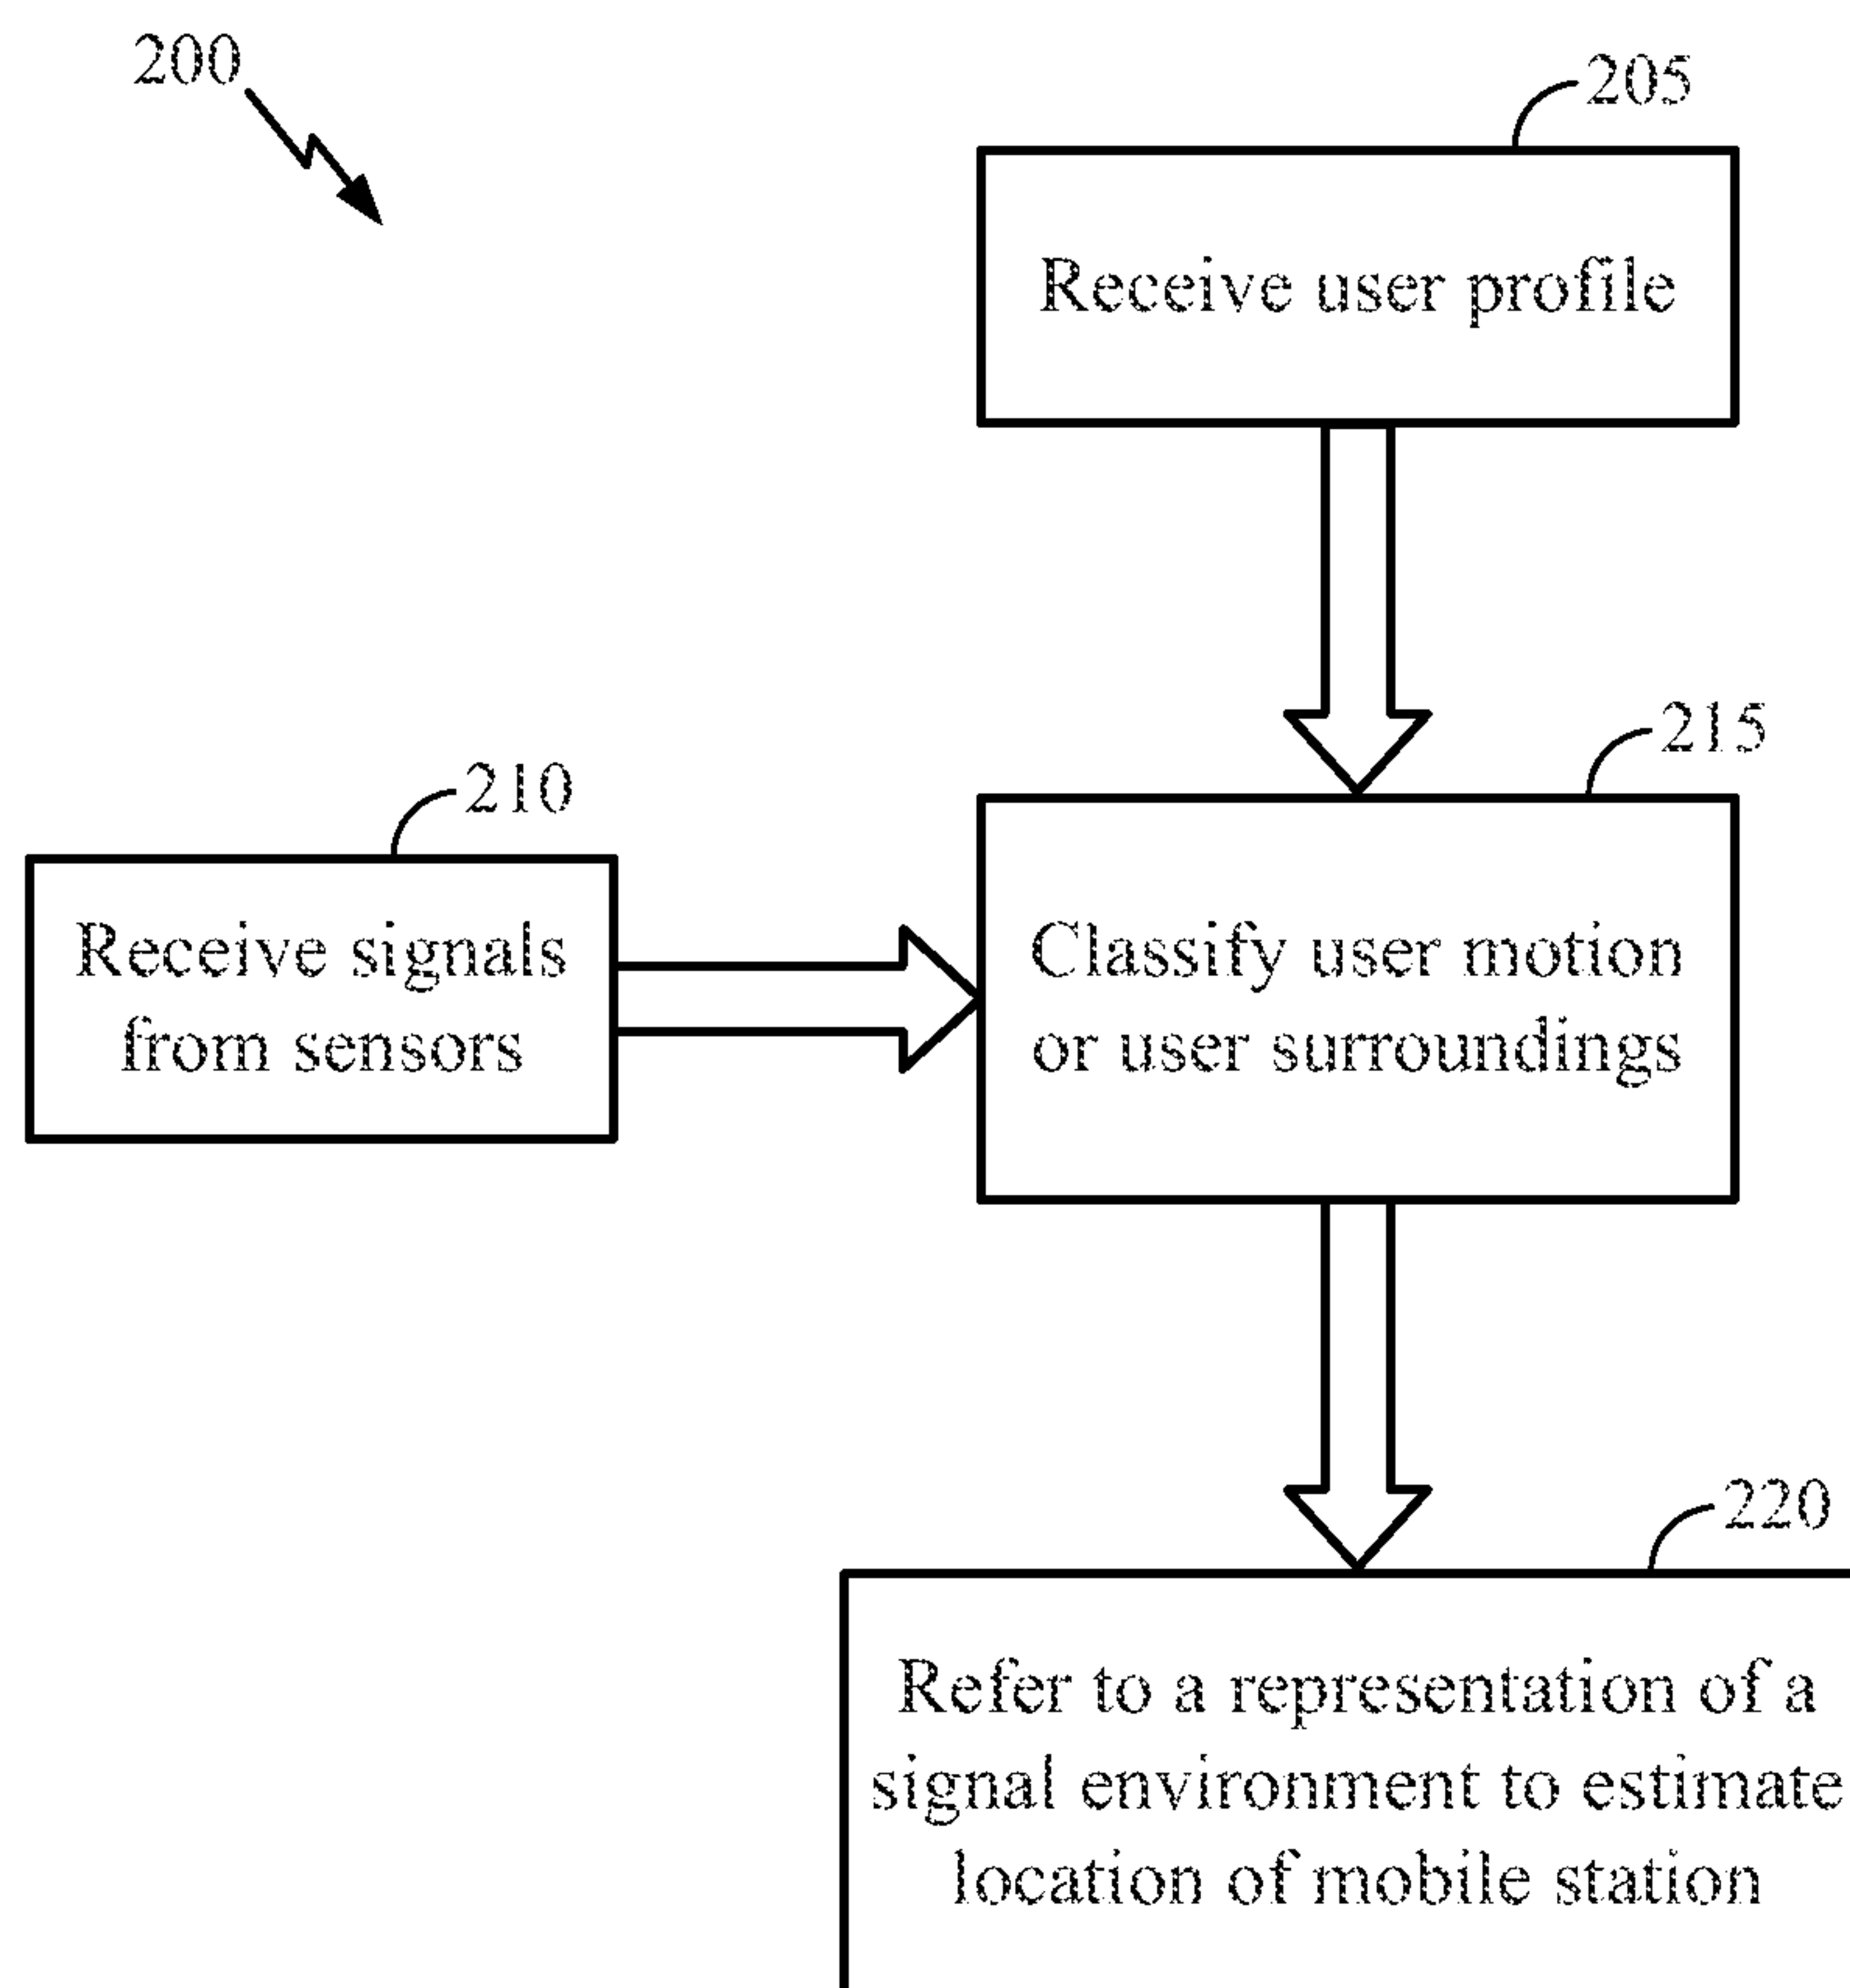 200
205
Receive user profile
215
210
Receive signals
from sensors
Classify user motion
or user surroundings
220
Refer to a representation of a
signal environment to estimate
location of mobile station